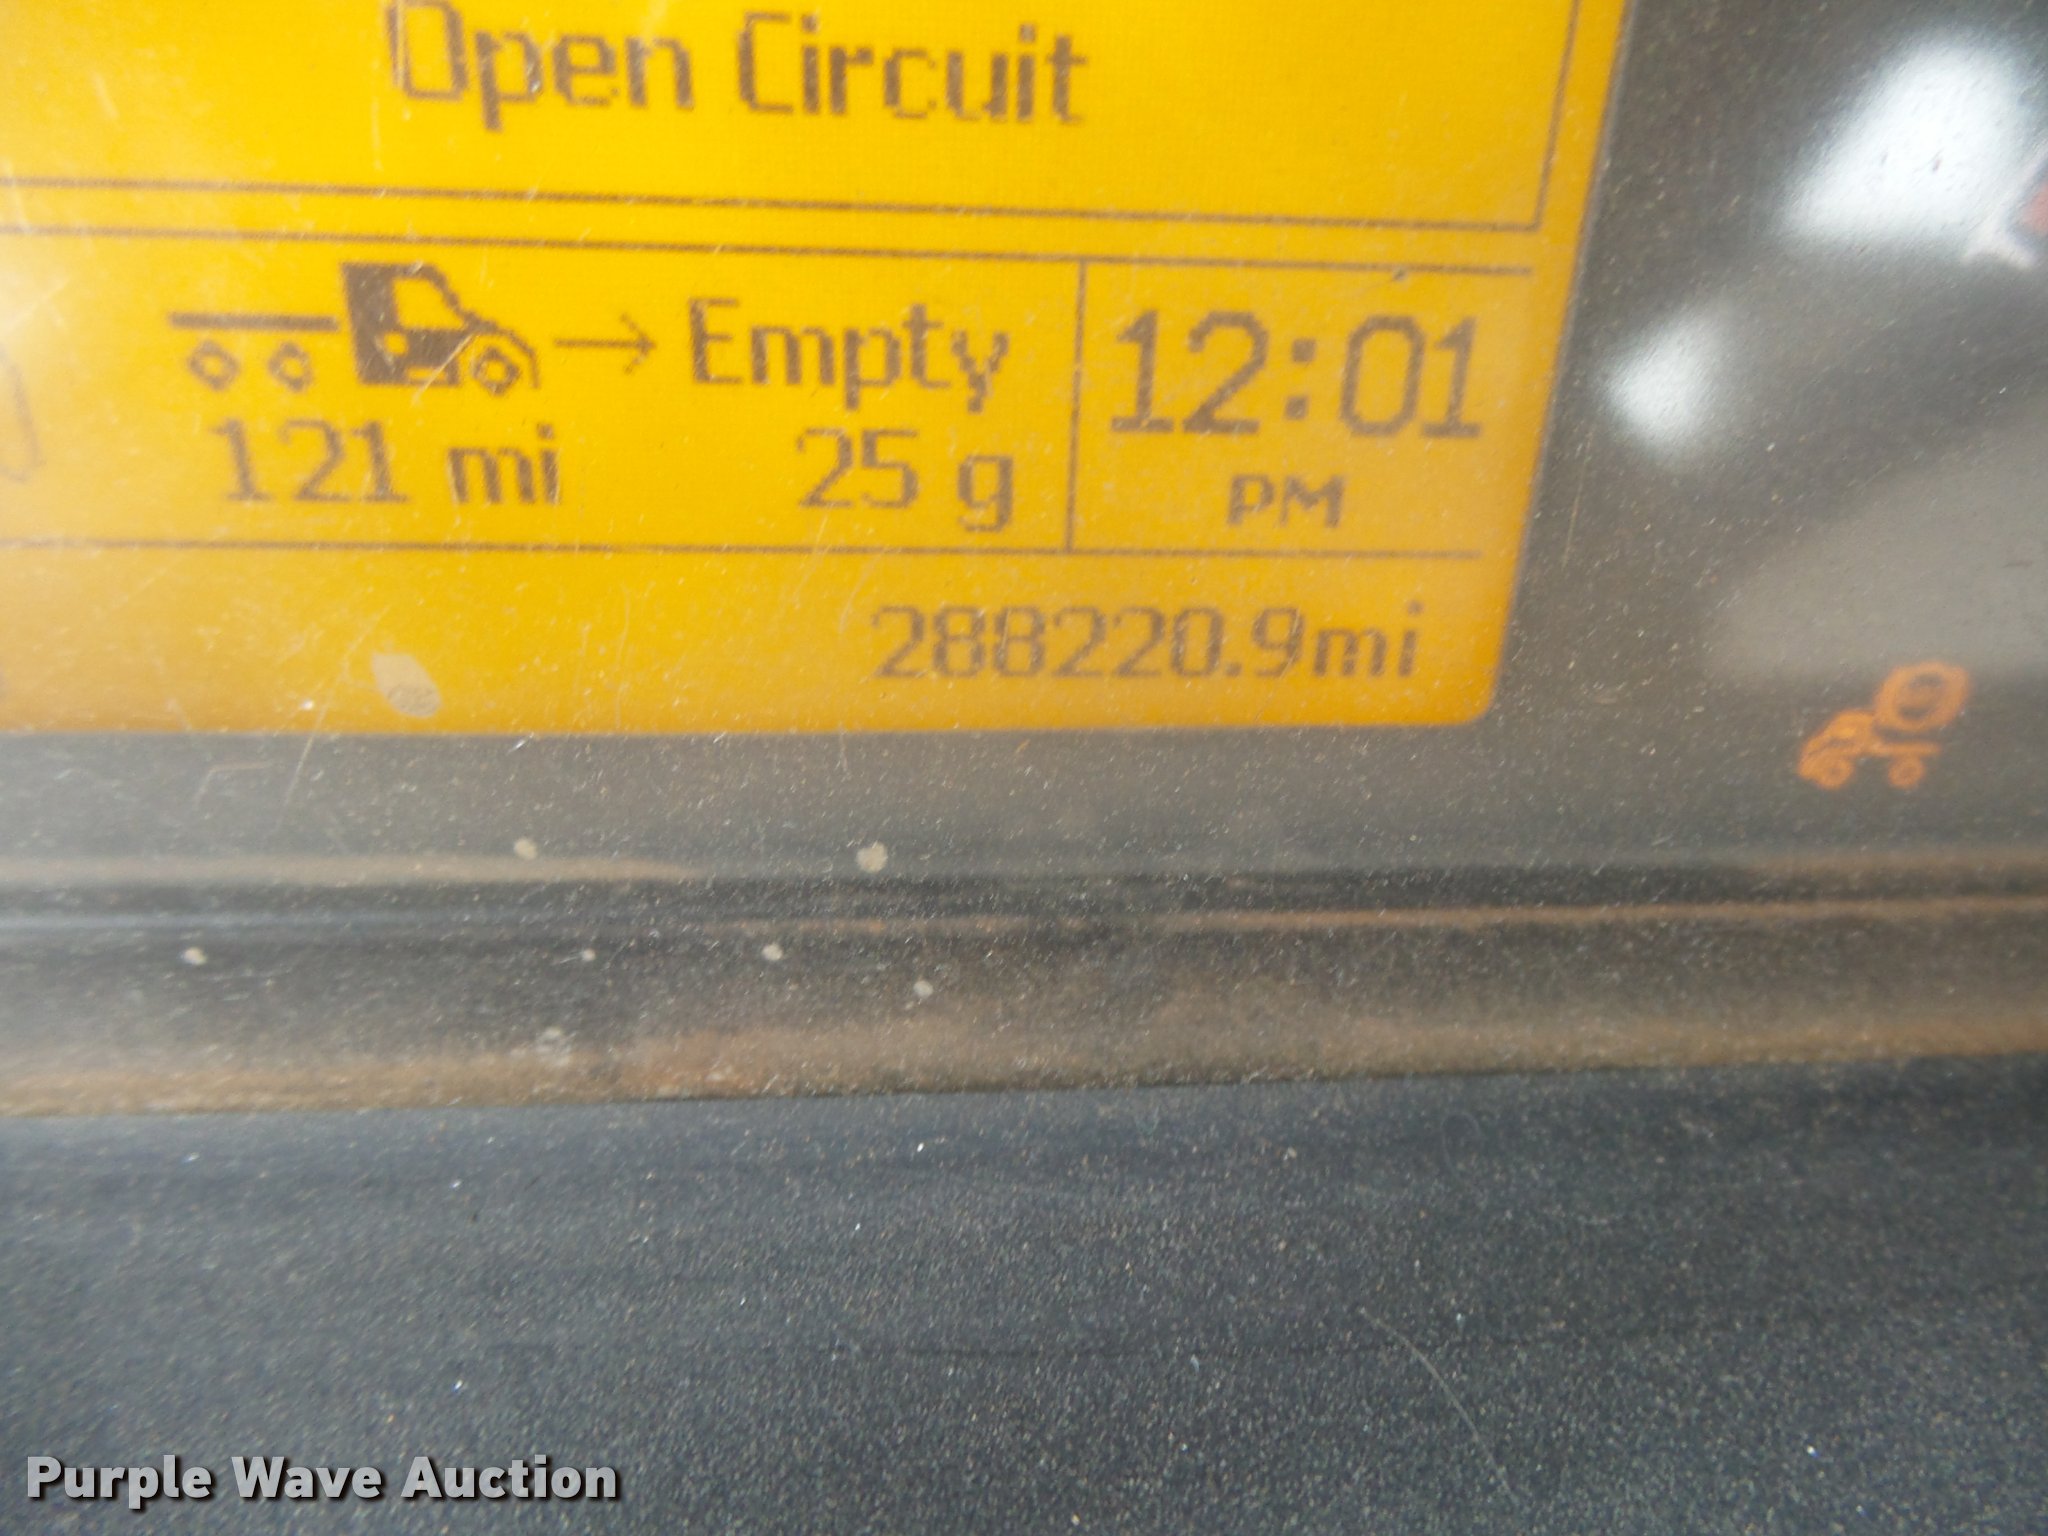 Open Circuit
Empty
121 mi
25 g
12:01
PM
288220.9mi
Purple Wave Auction